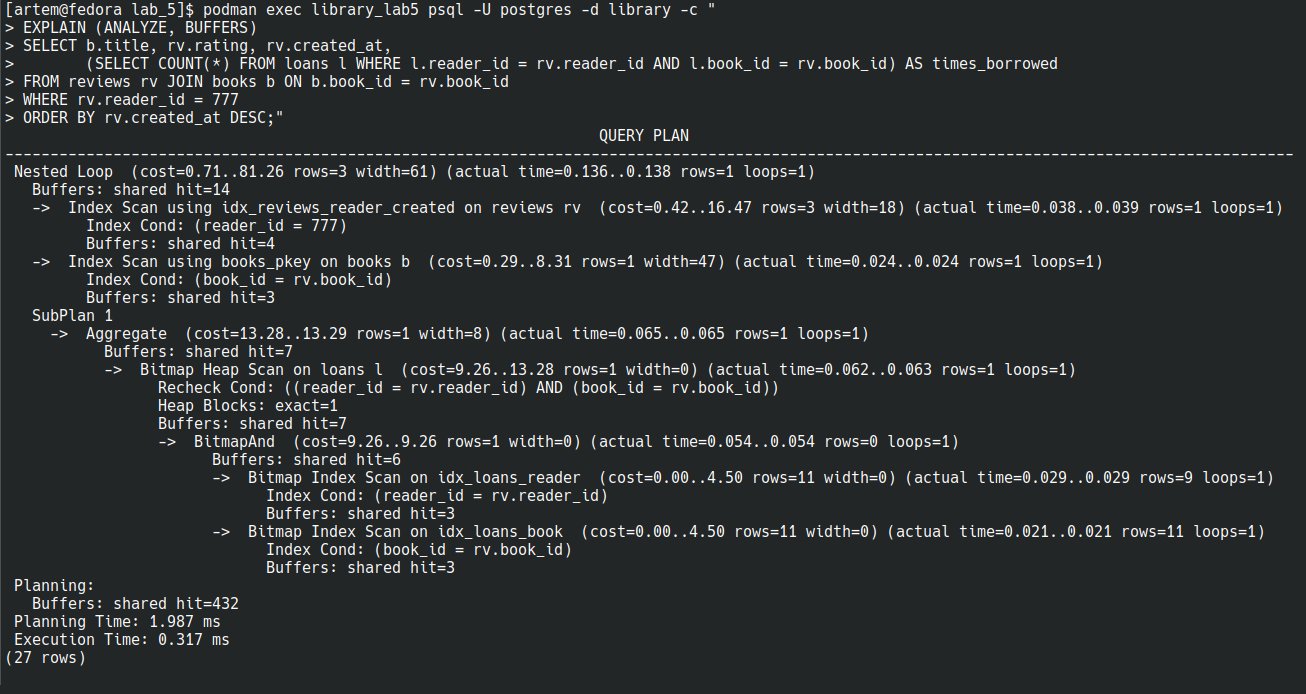 [artem@fedora lab_5]$ podman exec library_lab5 psql -U postgres -d library -c "
> EXPLAIN (ANALYZE, BUFFERS)
> SELECT b.title, rv.rating, rv.created_at,
>        (SELECT COUNT(*) FROM loans l WHERE l.reader_id = rv.reader_id AND l.book_id = rv.book_id) AS times_borrowed
> FROM reviews rv JOIN books b ON b.book_id = rv.book_id
> WHERE rv.reader_id = 777
> ORDER BY rv.created_at DESC;"
QUERY PLAN
-----------------------------------------------------------------------------------------------------------------------------------------------
Nested Loop  (cost=0.71..81.26 rows=3 width=61) (actual time=0.136..0.138 rows=1 loops=1)
  Buffers: shared hit=14
  ->  Index Scan using idx_reviews_reader_created on reviews rv  (cost=0.42..16.47 rows=3 width=18) (actual time=0.038..0.039 rows=1 loops=1)
        Index Cond: (reader_id = 777)
        Buffers: shared hit=4
  ->  Index Scan using books_pkey on books b  (cost=0.29..8.31 rows=1 width=47) (actual time=0.024..0.024 rows=1 loops=1)
        Index Cond: (book_id = rv.book_id)
        Buffers: shared hit=3
  SubPlan 1
    ->  Aggregate  (cost=13.28..13.29 rows=1 width=8) (actual time=0.065..0.065 rows=1 loops=1)
          Buffers: shared hit=7
          ->  Bitmap Heap Scan on loans l  (cost=9.26..13.28 rows=1 width=0) (actual time=0.062..0.063 rows=1 loops=1)
                Recheck Cond: ((reader_id = rv.reader_id) AND (book_id = rv.book_id))
                Heap Blocks: exact=1
                Buffers: shared hit=7
                ->  BitmapAnd  (cost=9.26..9.26 rows=1 width=0) (actual time=0.054..0.054 rows=0 loops=1)
                      Buffers: shared hit=6
                      ->  Bitmap Index Scan on idx_loans_reader  (cost=0.00..4.50 rows=11 width=0) (actual time=0.029..0.029 rows=9 loops=1)
                            Index Cond: (reader_id = rv.reader_id)
                            Buffers: shared hit=3
                      ->  Bitmap Index Scan on idx_loans_book  (cost=0.00..4.50 rows=11 width=0) (actual time=0.021..0.021 rows=11 loops=1)
                            Index Cond: (book_id = rv.book_id)
                            Buffers: shared hit=3
Planning:
  Buffers: shared hit=432
Planning Time: 1.987 ms
Execution Time: 0.317 ms
(27 rows)